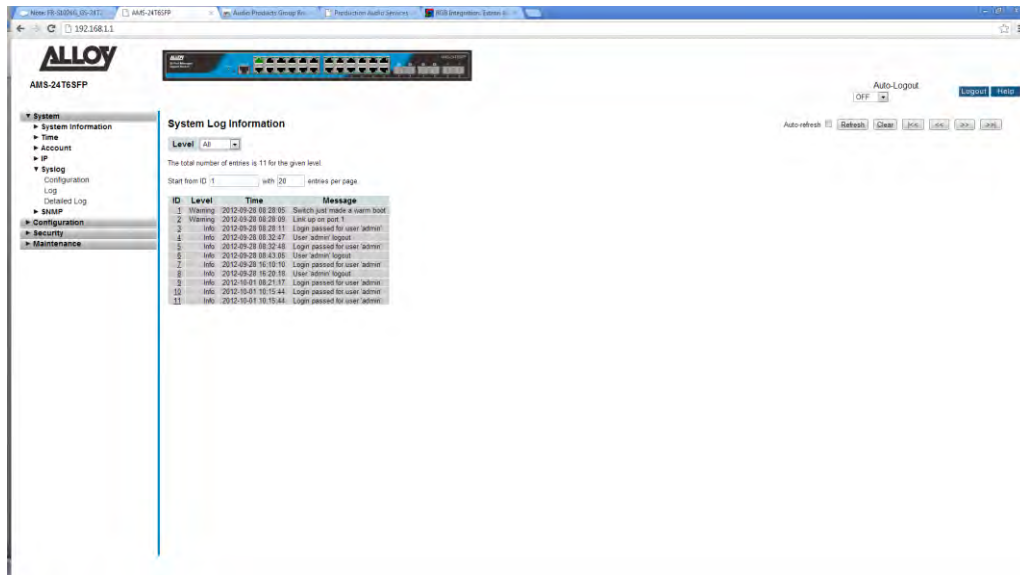 AMS-24T6SFP
Audio Products Group
Production Audio Services
192.168.1.1
ALLOY
AMS-24T6SFP
Auto-Logout
OFF
Logout
Help
System
System Information
Time
Account
IP
Syslog
Configuration
Log
Detailed Log
SNMP
Configuration
Security
Maintenance
System Log Information
Auto-refresh Refresh Clear |<< << >> >>|
Level All
The total number of entries is 11 for the given level.
Start from ID 1 with 20 entries per page.
ID Level Time Message
1 Warning 2012-09-28 08:28:05 Switch just made a warm boot
2 Warning 2012-09-28 08:28:09 Link up on port 1
3 Info 2012-09-28 08:28:11 Login passed for user 'admin'
4 Info 2012-09-28 08:32:47 User 'admin' logout
5 Info 2012-09-28 08:32:48 Login passed for user 'admin'
6 Info 2012-09-28 08:43:06 User 'admin' logout
7 Info 2012-09-28 16:10:10 Login passed for user 'admin'
8 Info 2012-09-28 16:20:18 User 'admin' logout
9 Info 2012-10-01 08:21:17 Login passed for user 'admin'
10 Info 2012-10-01 10:15:44 Login passed for user 'admin'
11 Info 2012-10-01 10:15:44 Login passed for user 'admin'